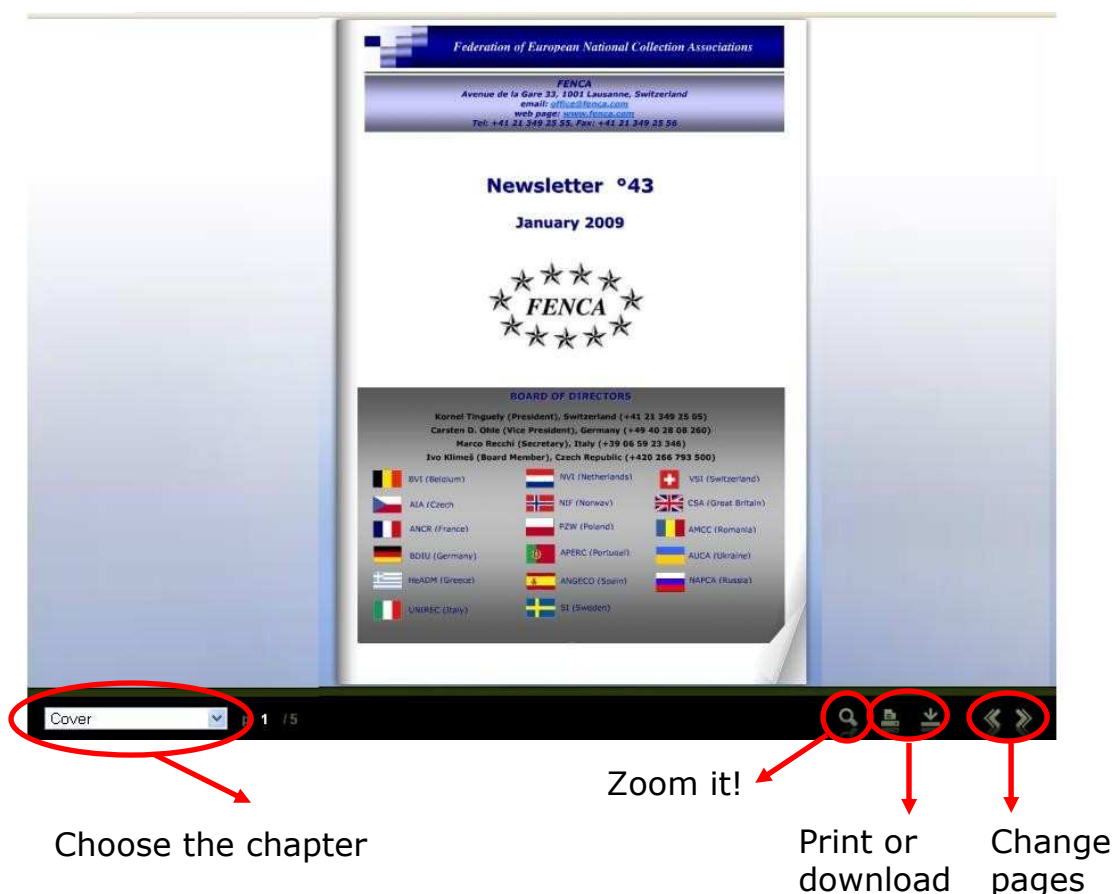 Federation of European National Collection Associations
FENCA
Avenue de la Gare 33, 1001 Lausanne, Switzerland
email: office@fenca.com
web page: www.fenca.com
Tel: +41 21 349 25 55, Fax: +41 21 349 25 56
Newsletter °43
January 2009
FENCA
BOARD OF DIRECTORS
Kornel Tinguely (President), Switzerland (+41 21 349 25 05)
Carsten D. Ohle (Vice President), Germany (+49 40 28 08 260)
Marco Recchi (Secretary), Italy (+39 06 59 23 346)
Ivo Klimeš (Board Member), Czech Republic (+420 266 793 500)
BVI (Belgium) NVI (Netherlands) VSI (Switzerland)
AIA (Czech NIF (Norway) CSA (Great Britain)
ANCR (France) PZW (Poland) AMCC (Romania)
BDIU (Germany) APERC (Portugal) AUCA (Ukraine)
HeADM (Greece) ANGECO (Spain) NAPCA (Russia)
UNIREC (Italy) SI (Sweden)
Cover p 1 / 5
Zoom it!
Choose the chapter
Print or download
Change pages